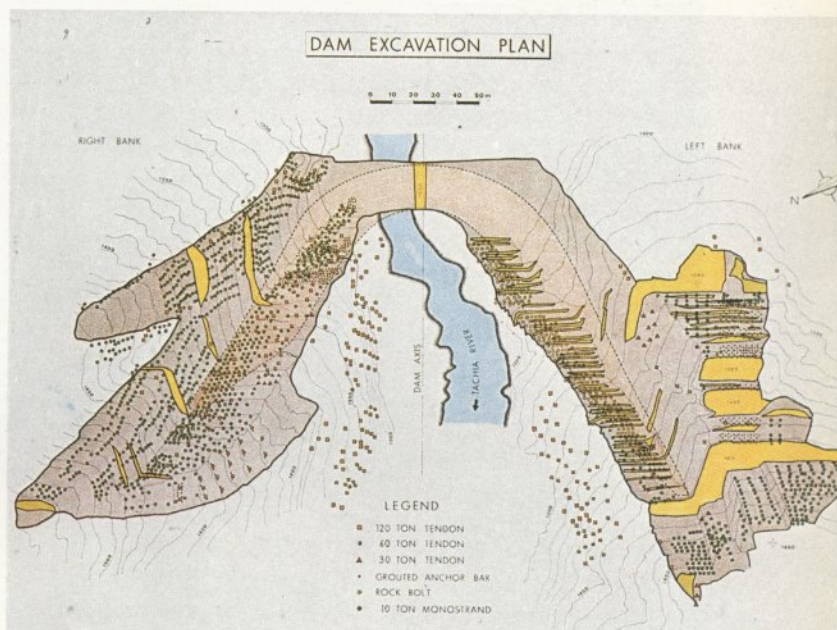 DAM EXCAVATION PLAN
0 10 20 30 40 50m
RIGHT BANK
LEFT BANK
N
DAM AXIS
TACHIA RIVER
LEGEND
120 TON TENDON
60 TON TENDON
30 TON TENDON
GROUTED ANCHOR BAR
ROCK BOLT
10 TON MONOSTRAND